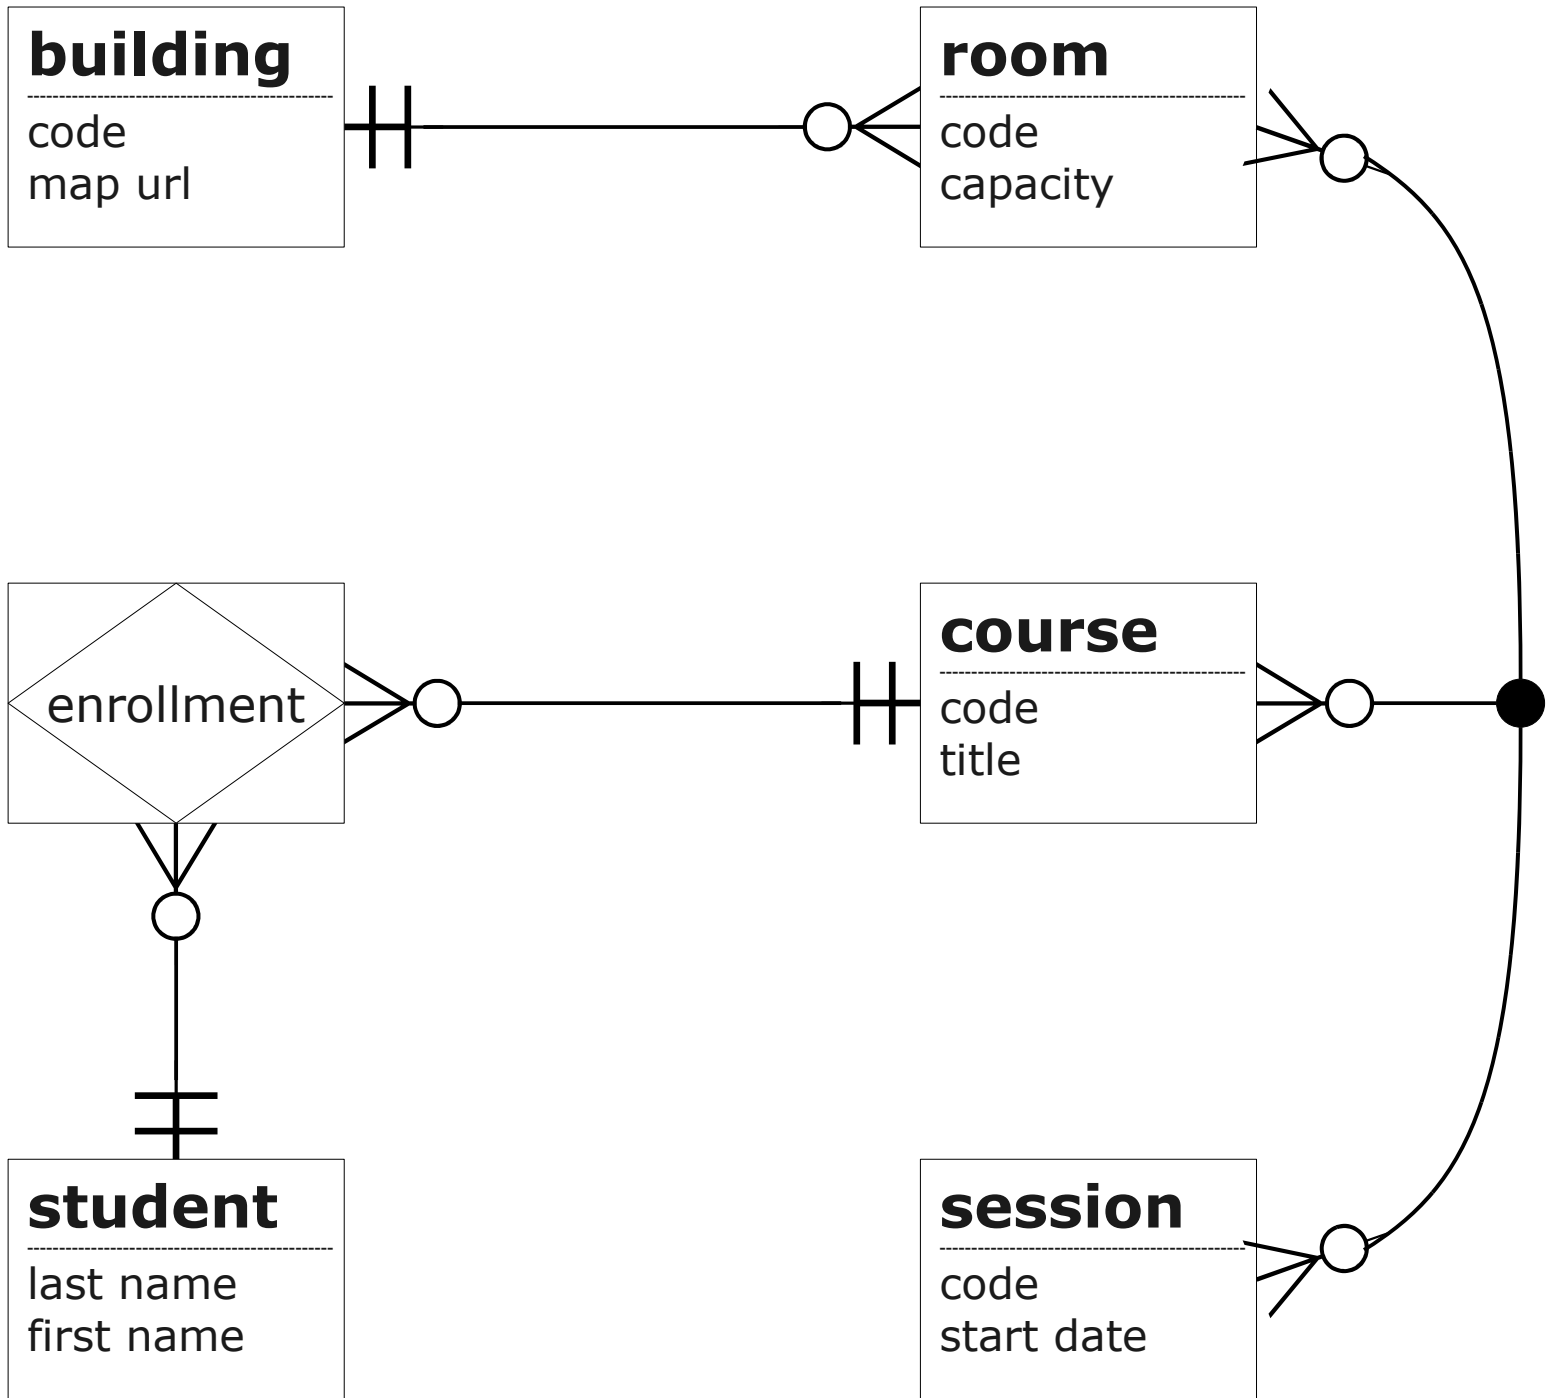 building
code
map url
room
code
capacity
enrollment
course
code
title
student
last name
first name
session
code
start date